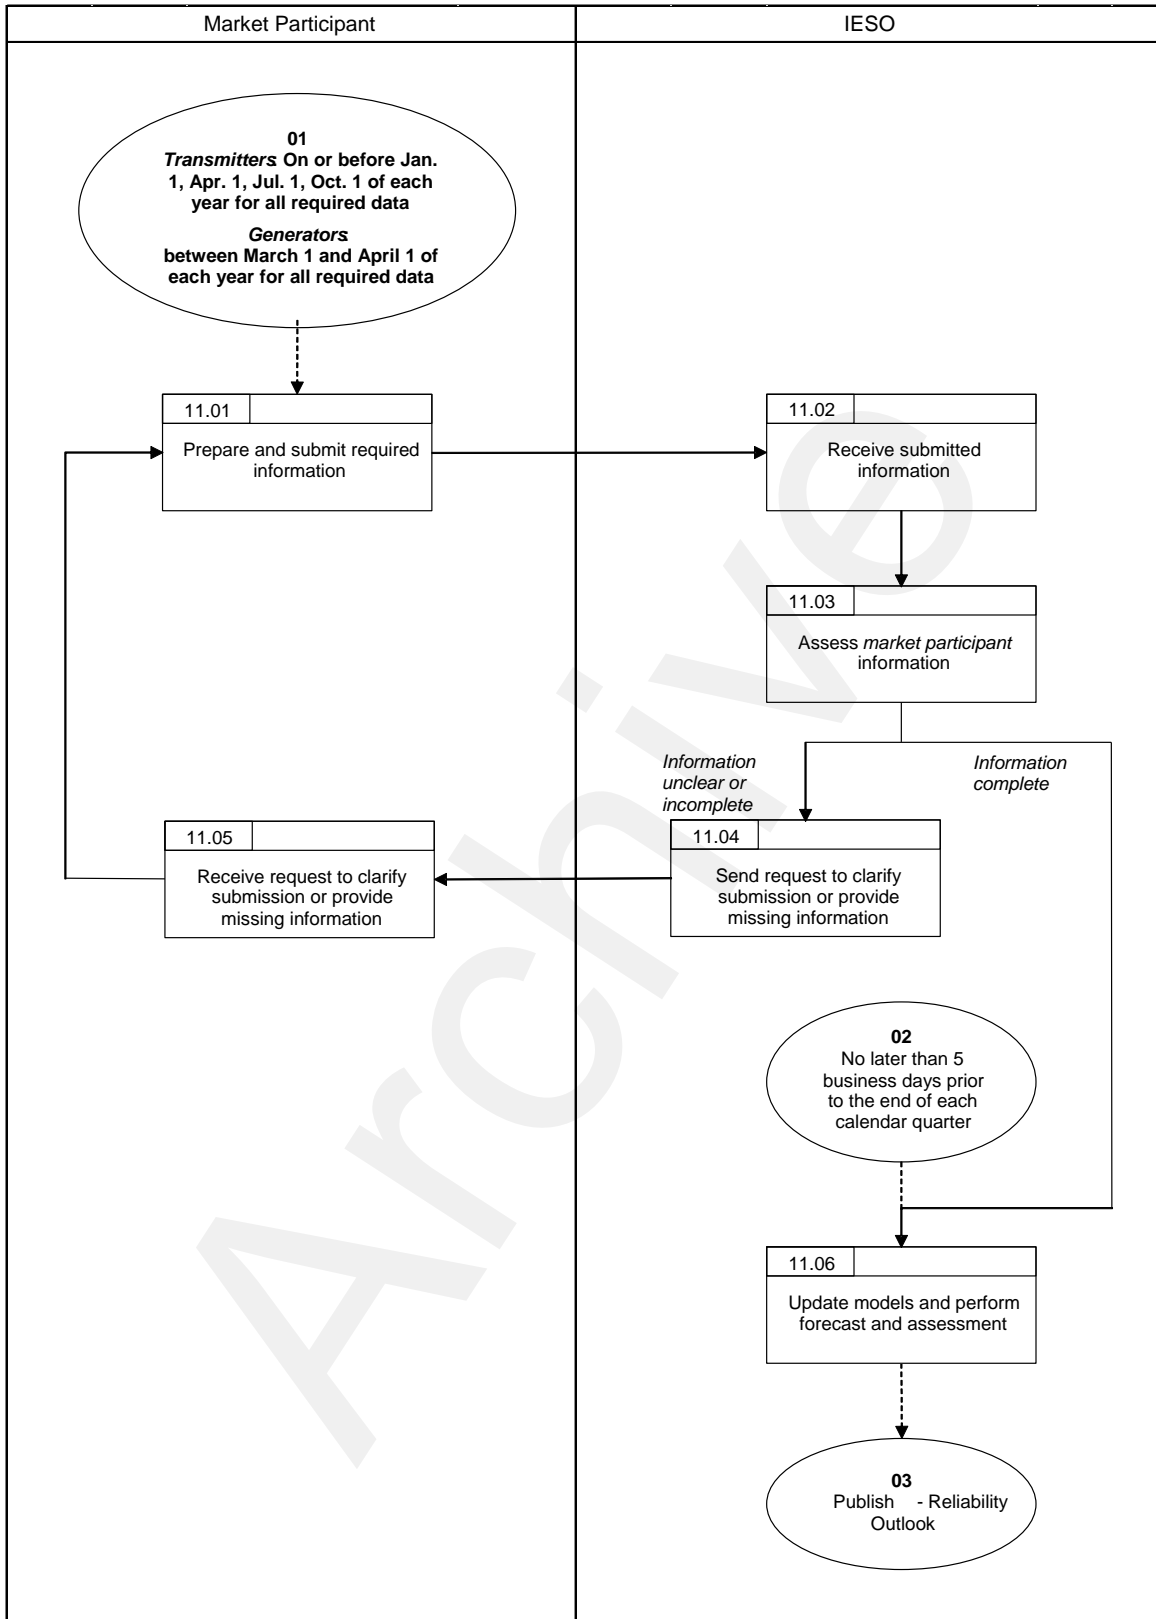 Market Participant
IESO
01
Transmitters: On or before Jan.
1, Apr. 1, Jul. 1, Oct. 1 of each
year for all required data
Generators:
between March 1 and April 1 of
each year for all required data
11.01
Prepare and submit required
information
11.02
Receive submitted
information
11.03
Assess market participant
information
Information
unclear or
incomplete
Information
complete
11.04
Send request to clarify
submission or provide
missing information
11.05
Receive request to clarify
submission or provide
missing information
02
No later than 5
business days prior
to the end of each
calendar quarter
11.06
Update models and perform
forecast and assessment
03
Publish - Reliability
Outlook
Archive